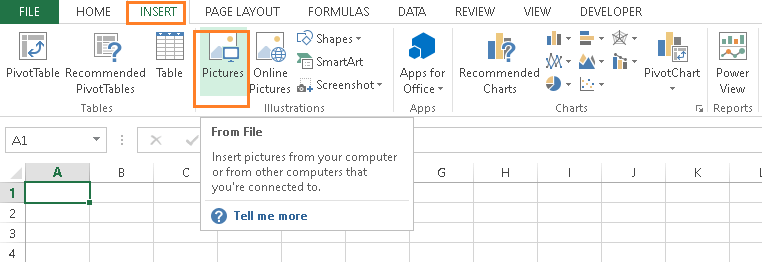 FILE HOME INSERT PAGE LAYOUT FORMULAS DATA REVIEW VIEW DEVELOPER
PivotTable
Recommended
PivotTables
Table
Tables
Pictures
Online
Pictures
Shapes
SmartArt
Screenshot
Illustrations
Apps for
Office
Apps
Recommended
Charts
PivotChart
Charts
Power
View
Reports
A1
From File
Insert pictures from your computer
or from other computers that
you're connected to.
Tell me more
A B C G H I J K L
1
2
3
4